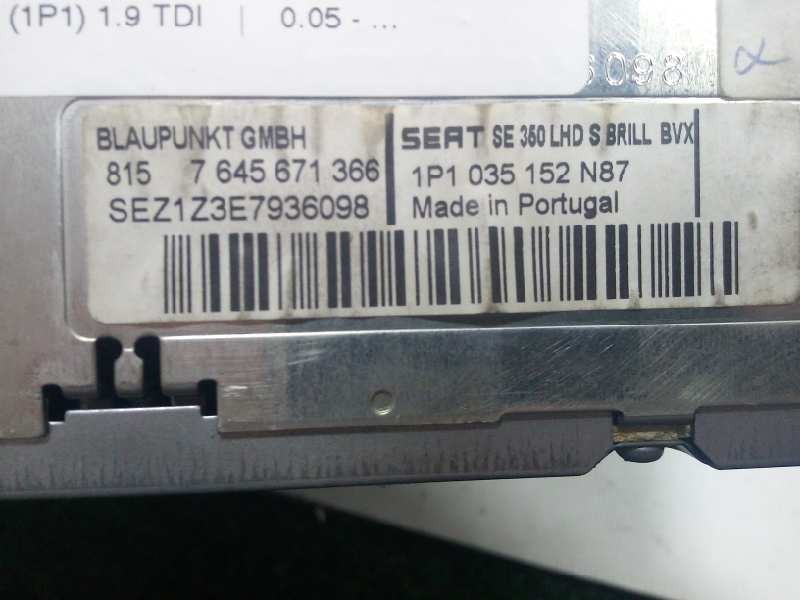 (1P1) 1.9 TDI | 0.05 - ...
6098 α
BLAUPUNKT GMBH
815 7 645 671 366
SEZ1Z3E7936098
SEAT SE 350 LHD S BRILL BVX
1P1 035 152 N87
Made in Portugal